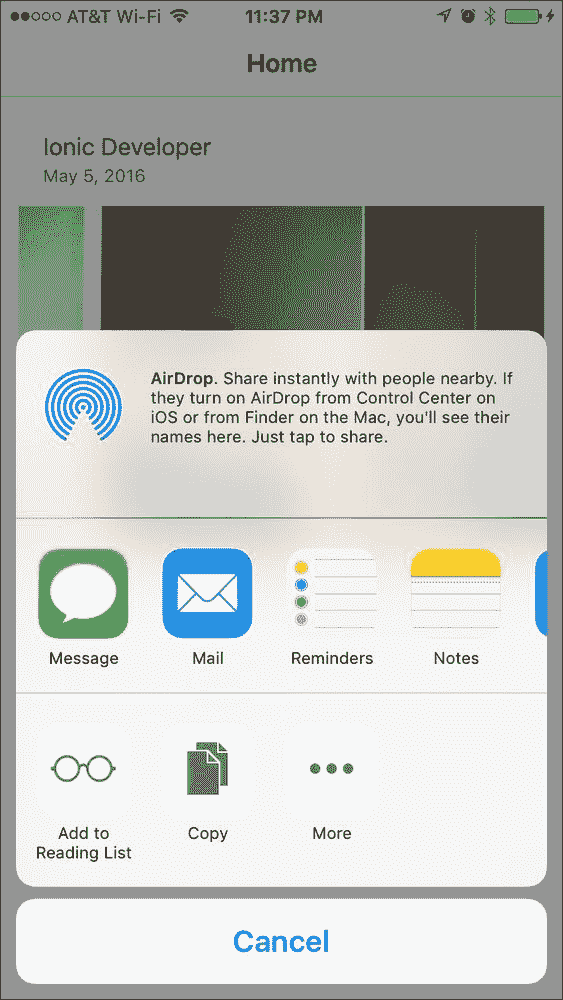 AT&T Wi-Fi 11:37 PM
Home
Ionic Developer
May 5, 2016
AirDrop. Share instantly with people nearby. If
they turn on AirDrop from Control Center on
iOS or from Finder on the Mac, you'll see their
names here. Just tap to share.
Message Mail Reminders Notes
Add to
Reading List Copy More
Cancel